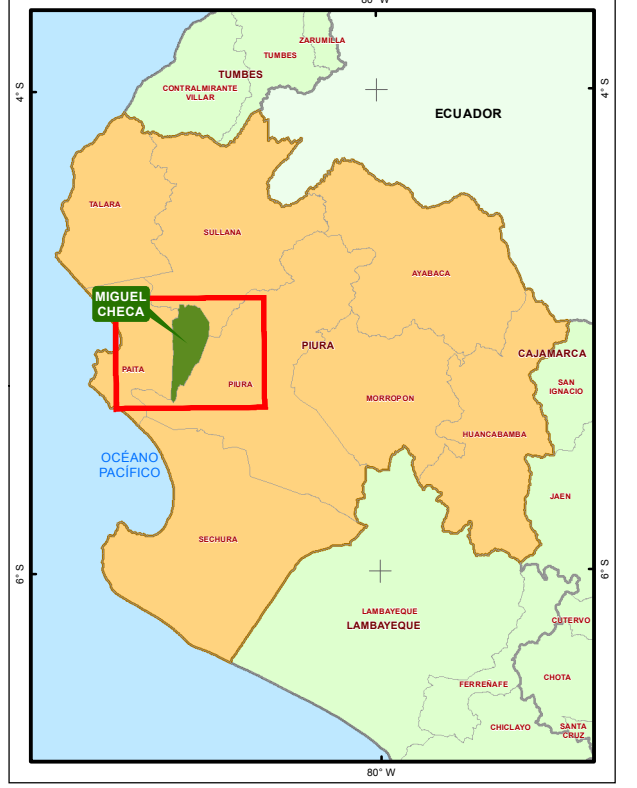 80° W
ZARUMILLA
TUMBES
TUMBES
CONTRALMIRANTE
VILLAR
4° S
4° S
ECUADOR
TALARA
SULLANA
AYABACA
MIGUEL
CHECA
PIURA
CAJAMARCA
PAITA
PIURA
SAN
IGNACIO
MORROPON
HUANCABAMBA
OCÉANO
PACÍFICO
JAEN
SECHURA
6° S
6° S
LAMBAYEQUE
LAMBAYEQUE
CUTERVO
FERREÑAFE
CHOTA
CHICLAYO
SANTA
CRUZ
80° W